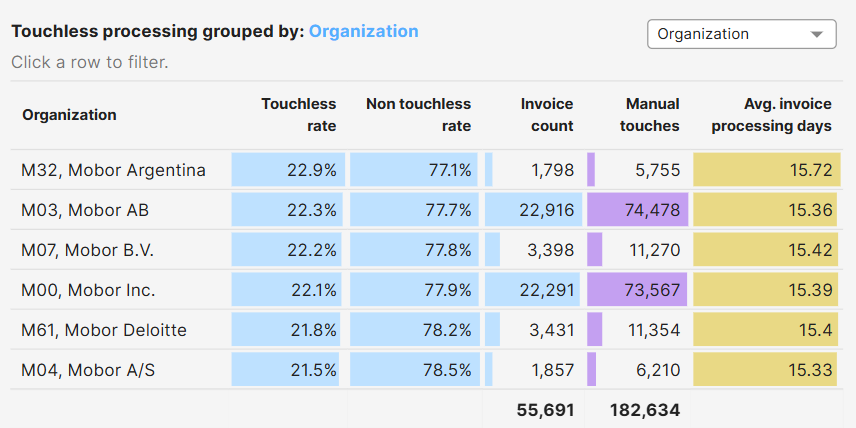 Touchless processing grouped by: Organization
Organization
Click a row to filter.
Organization Touchless rate Non touchless rate Invoice count Manual touches Avg. invoice processing days
M32, Mobor Argentina 22.9% 77.1% 1,798 5,755 15.72
M03, Mobor AB 22.3% 77.7% 22,916 74,478 15.36
M07, Mobor B.V. 22.2% 77.8% 3,398 11,270 15.42
M00, Mobor Inc. 22.1% 77.9% 22,291 73,567 15.39
M61, Mobor Deloitte 21.8% 78.2% 3,431 11,354 15.4
M04, Mobor A/S 21.5% 78.5% 1,857 6,210 15.33
55,691 182,634